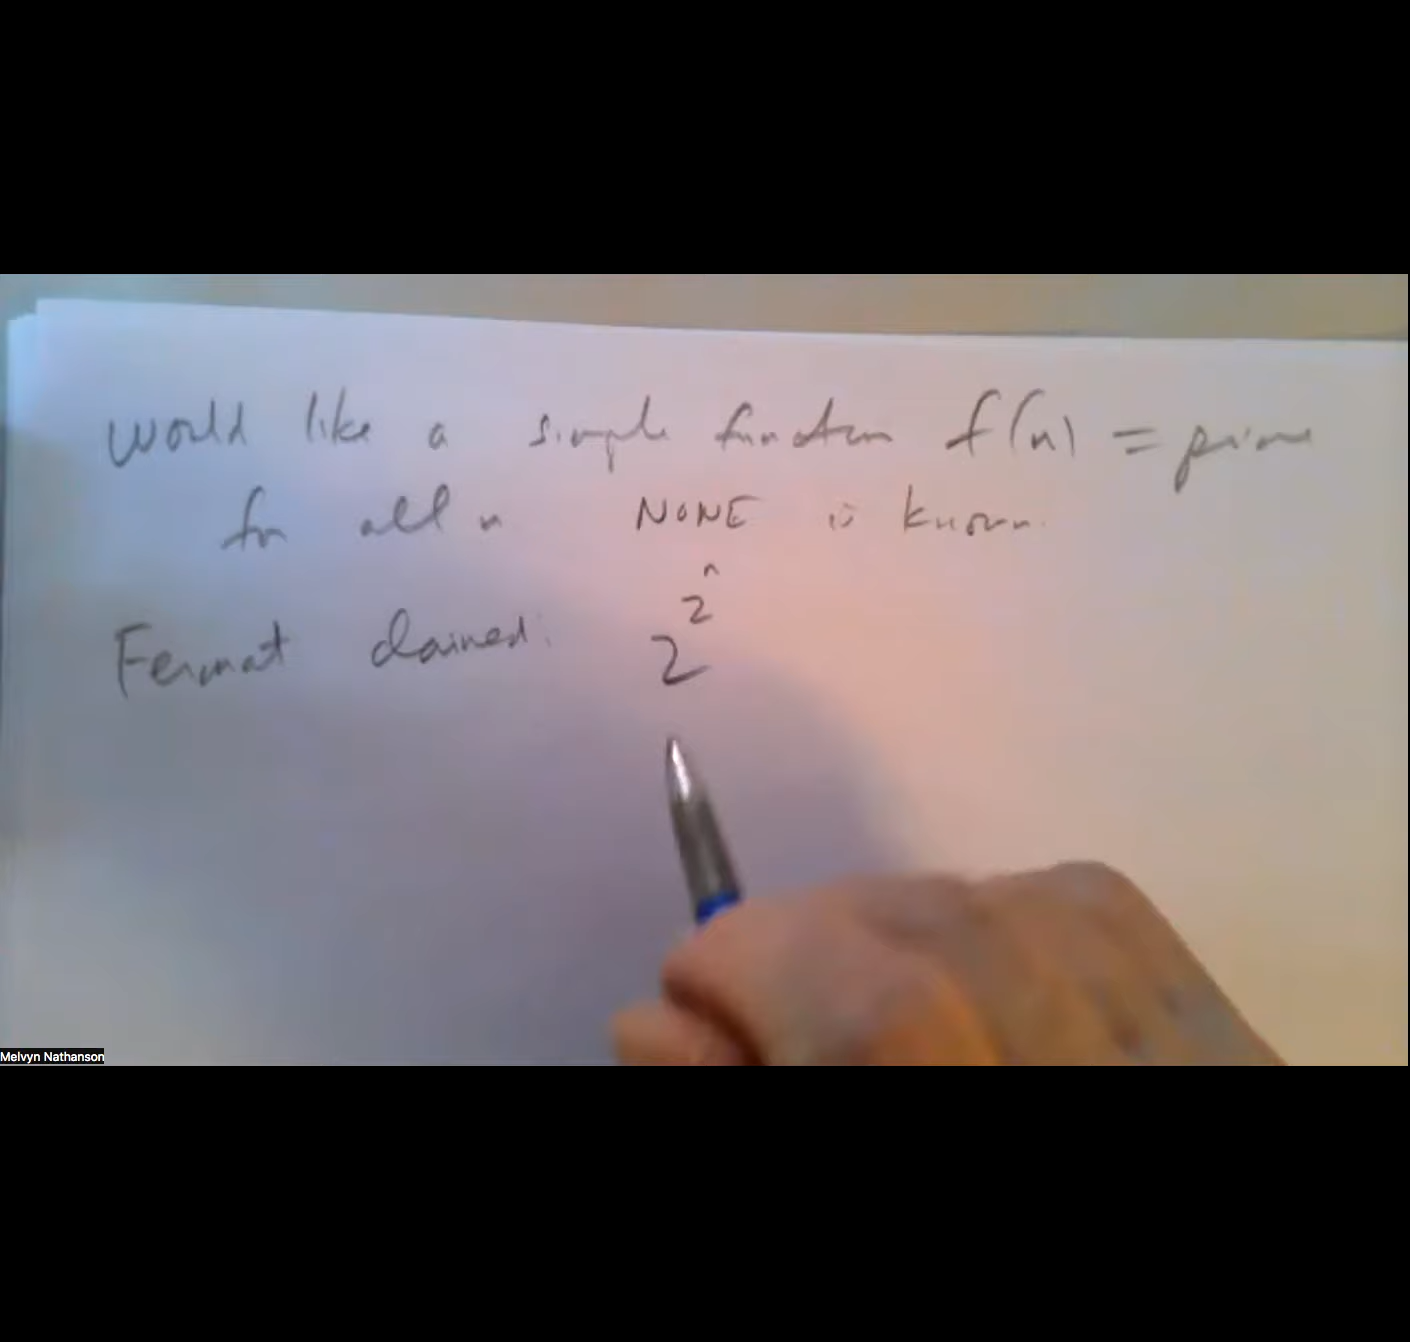 would like a simple function f(n) = prime
for all n NONE is known.
Fermat claimed: 2^2^n
Melvyn Nathanson